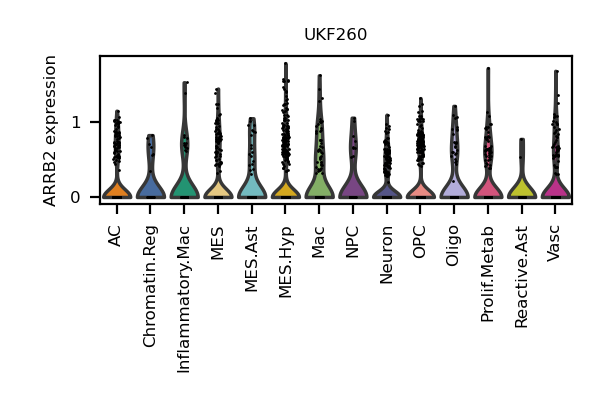 UKF260
ARRB2 expression
1
0
AC
Chromatin.Reg
Inflammatory.Mac
MES
MES.Ast
MES.Hyp
Mac
NPC
Neuron
OPC
Oligo
Prolif.Metab
Reactive.Ast
Vasc